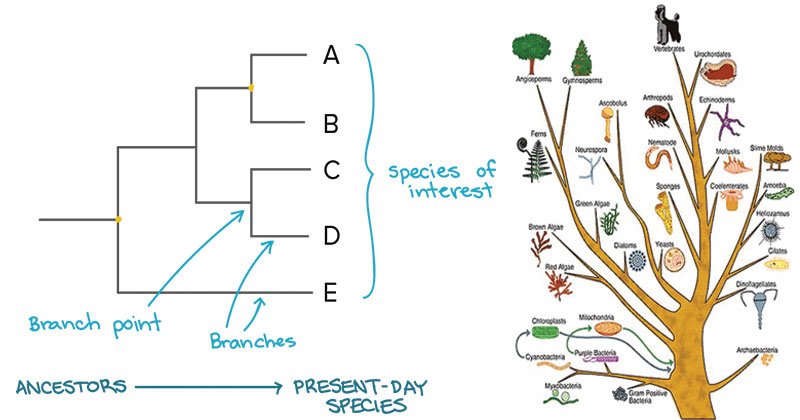 A
B
C
D
E
species of
interest
Branch point
Branches
ANCESTORS
PRESENT-DAY
SPECIES
Vertebrates
Urochordates
Angiosperms
Gymnosperms
Ascobolus
Arthropods
Echinoderms
Ferns
Neurospora
Nematode
Mollusks
Slime Molds
Sponges
Coelenterates
Amoeba
Green Algae
Heliozoans
Brown Algae
Diatoms
Yeasts
Ciliates
Red Algae
Dinoflagellates
Chloroplasts
Mitochondria
Cyanobacteria
Purple Bacteria
Archaebacteria
Myxobacteria
Gram Positive
Bacteria